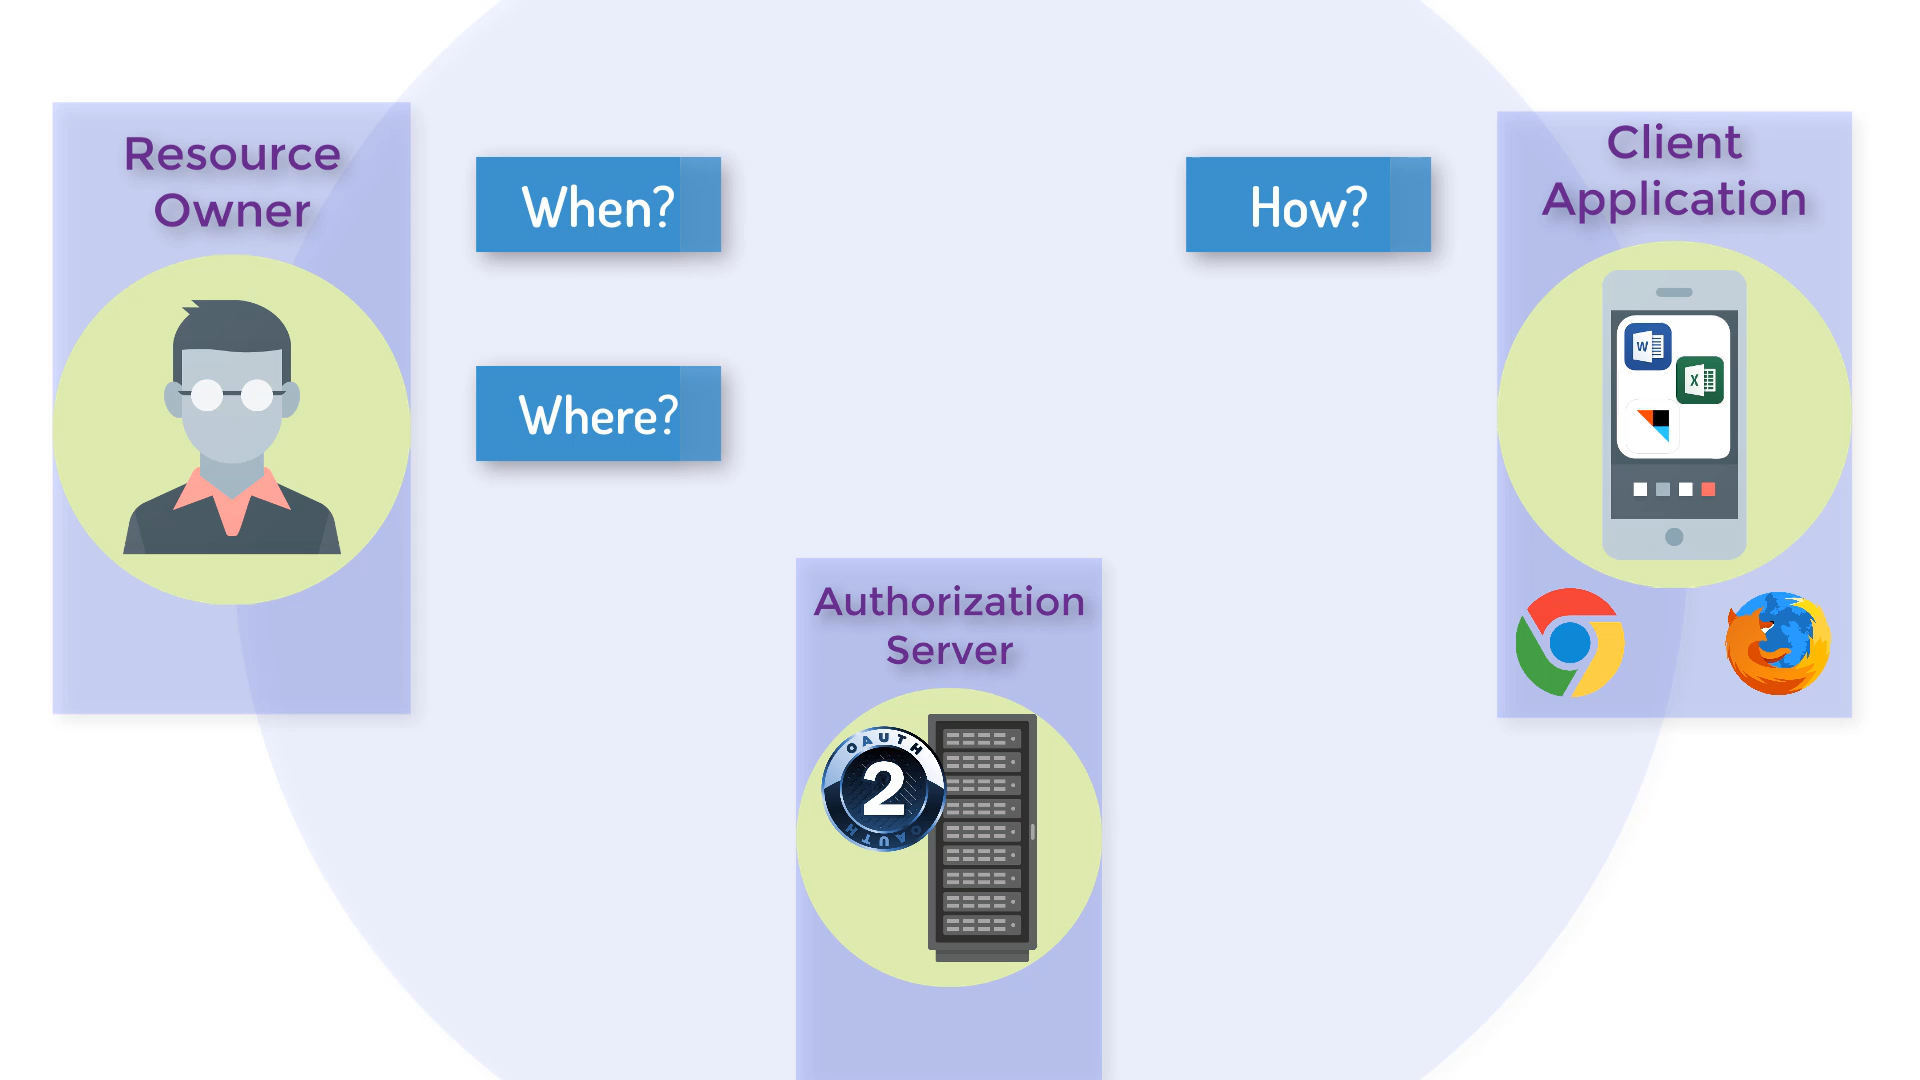 Resource
Owner
When?
Where?
How?
Client
Application
W
X
Authorization
Server
OAUTH
2
OAUTH